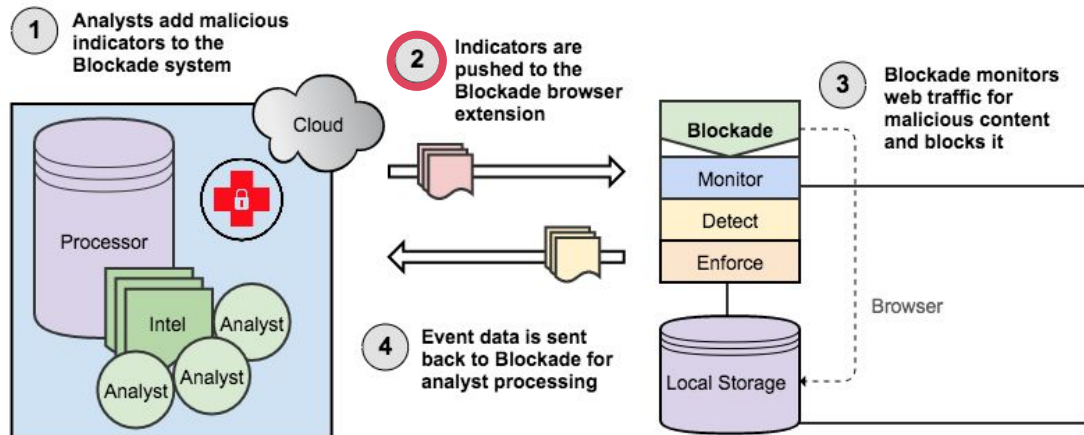 1
Analysts add malicious
indicators to the
Blockade system
2
Indicators are
pushed to the
Blockade browser
extension
3
Blockade monitors
web traffic for
malicious content
and blocks it
Cloud
Processor
Intel
Analyst
Analyst
Analyst
Blockade
Monitor
Detect
Enforce
Browser
Local Storage
4
Event data is sent
back to Blockade for
analyst processing